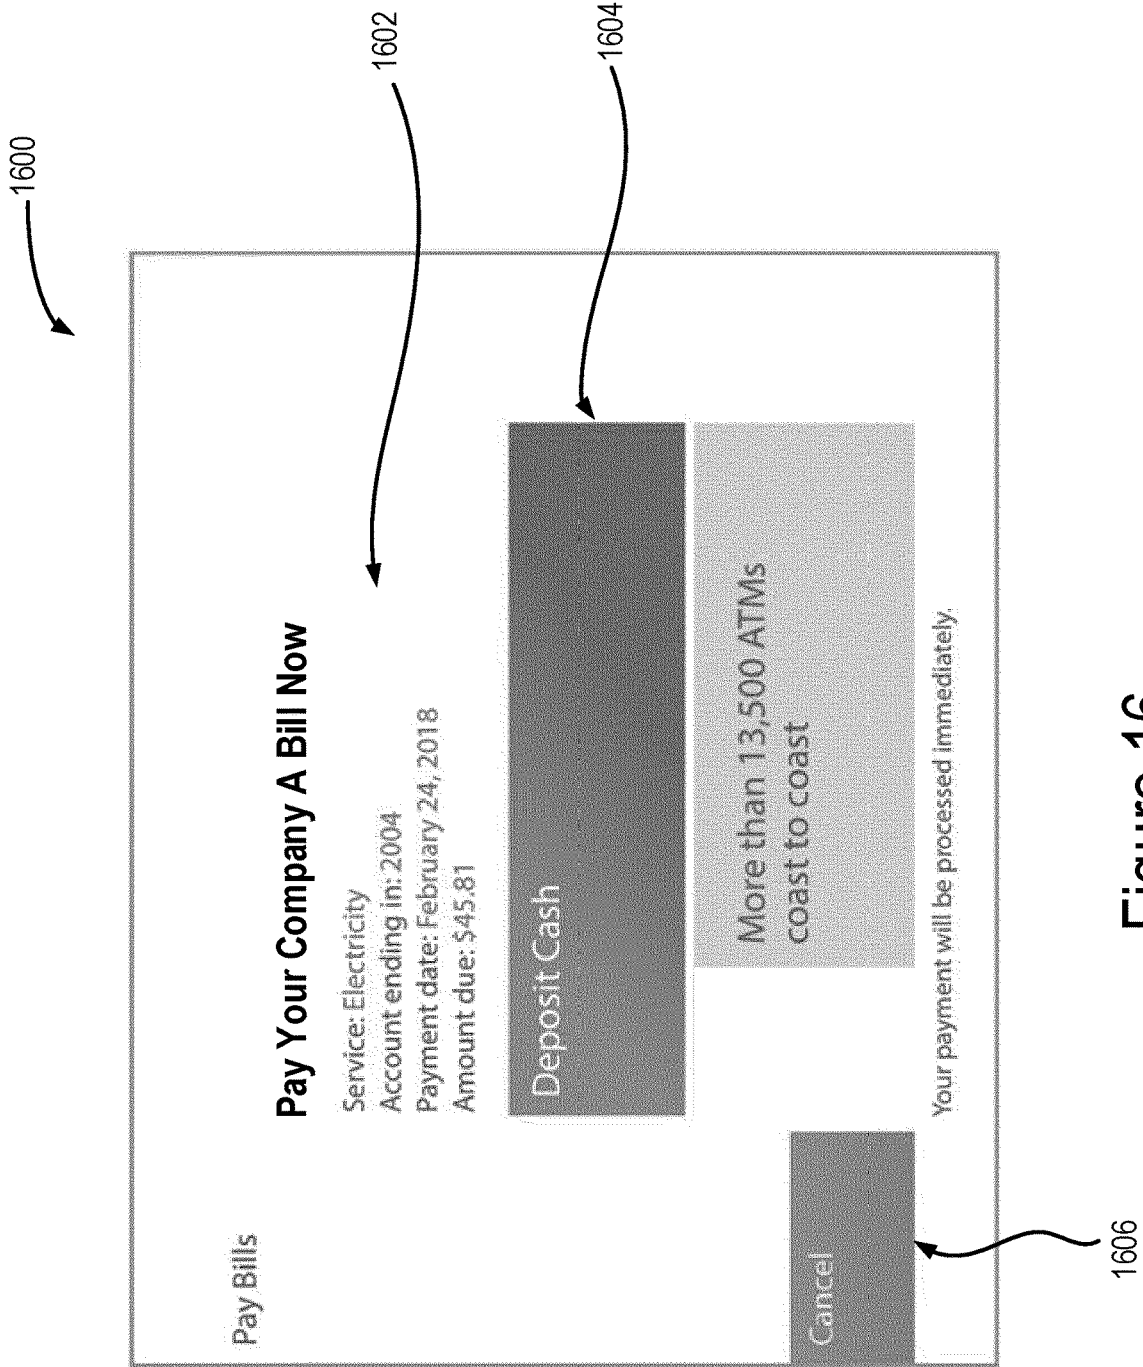 1600
Pay Bills
Pay Your Company A Bill Now
1602
Service: Electricity
Account ending in: 2004
Payment date: February 24, 2018
Amount due: $45.81
Deposit Cash
1604
More than 13,500 ATMs
coast to coast
Cancel
Your payment will be processed immediately.
1606
Figure 16